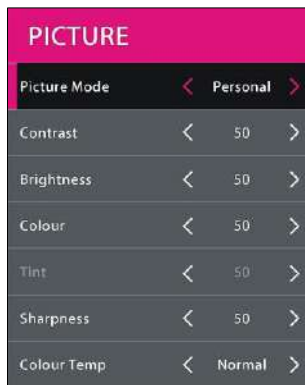 PICTURE
Picture Mode < Personal >
Contrast < 50 >
Brightness < 50 >
Colour < 50 >
Tint < 50 >
Sharpness < 50 >
Colour Temp < Normal >